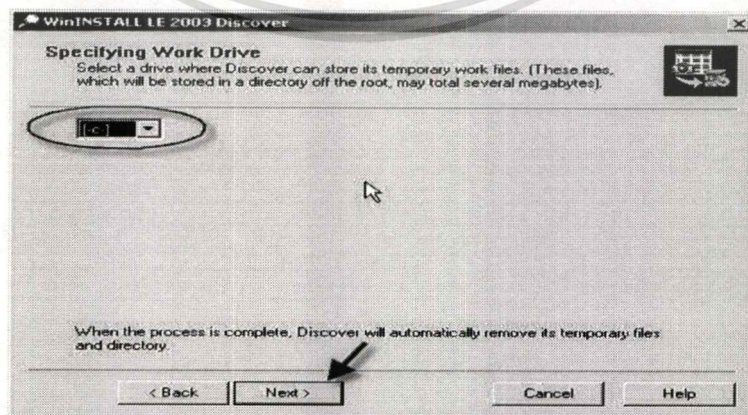 WinINSTALL LE 2003 Discover
Specifying Work Drive
Select a drive where Discover can store its temporary work files. (These files,
which will be stored in a directory off the root, may total several megabytes).
[-c-]
When the process is complete, Discover will automatically remove its temporary files
and directory.
< Back
Next >
Cancel
Help